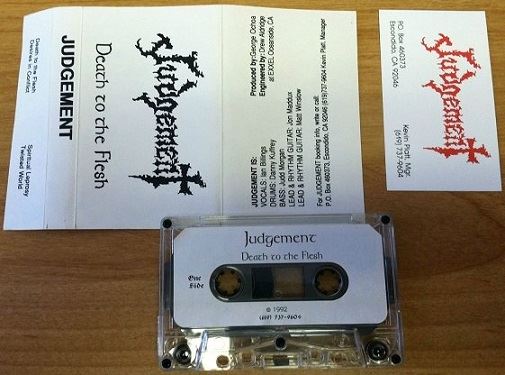 Death to the Flesh
Desires in Conflict
Spiritual Leprosy
Twisted World
JUDGEMENT
Death to the Flesh
Judgement
Produced by: George Ochoa
Engineered by: Drew Aldridge
at EXXEL Oceanside, CA
JUDGEMENT IS:
VOCALS: Ian Billings
DRUMS: Danny Kuffrey
BASS: Judd Morgan
LEAD & RHYTHM GUITAR: Jon Maddux
LEAD & RHYTHM GUITAR: Matt Winslow
For JUDGEMENT booking info, write or call:
P.O. Box 460373, Escondido, CA 92046 (619)737-9604 Kevin Platt, Manager
P.O. Box 460373
Escondido, CA 92046
Judgement
Kevin Platt, Mgr.
(619) 737-9604
Judgement
Death to the Flesh
One
Side
© 1992
(619) 737-9604